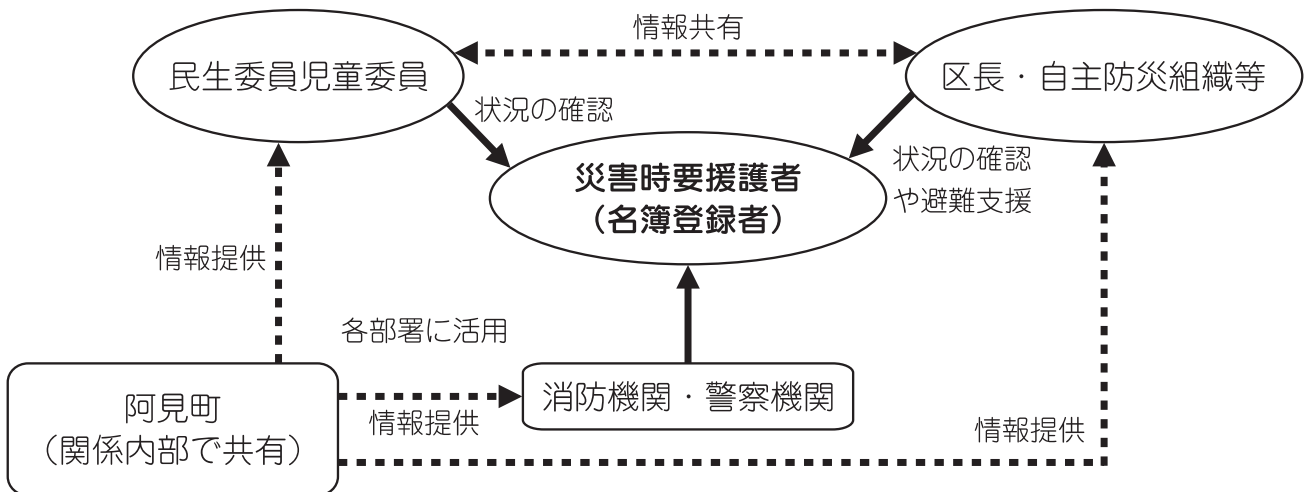 情報共有
民生委員児童委員
区長・自主防災組織等
状況の確認
状況の確認
や避難支援
災害時要援護者
（名簿登録者）
情報提供
各部署に活用
阿見町
（関係内部で共有）
情報提供
消防機関・警察機関
情報提供